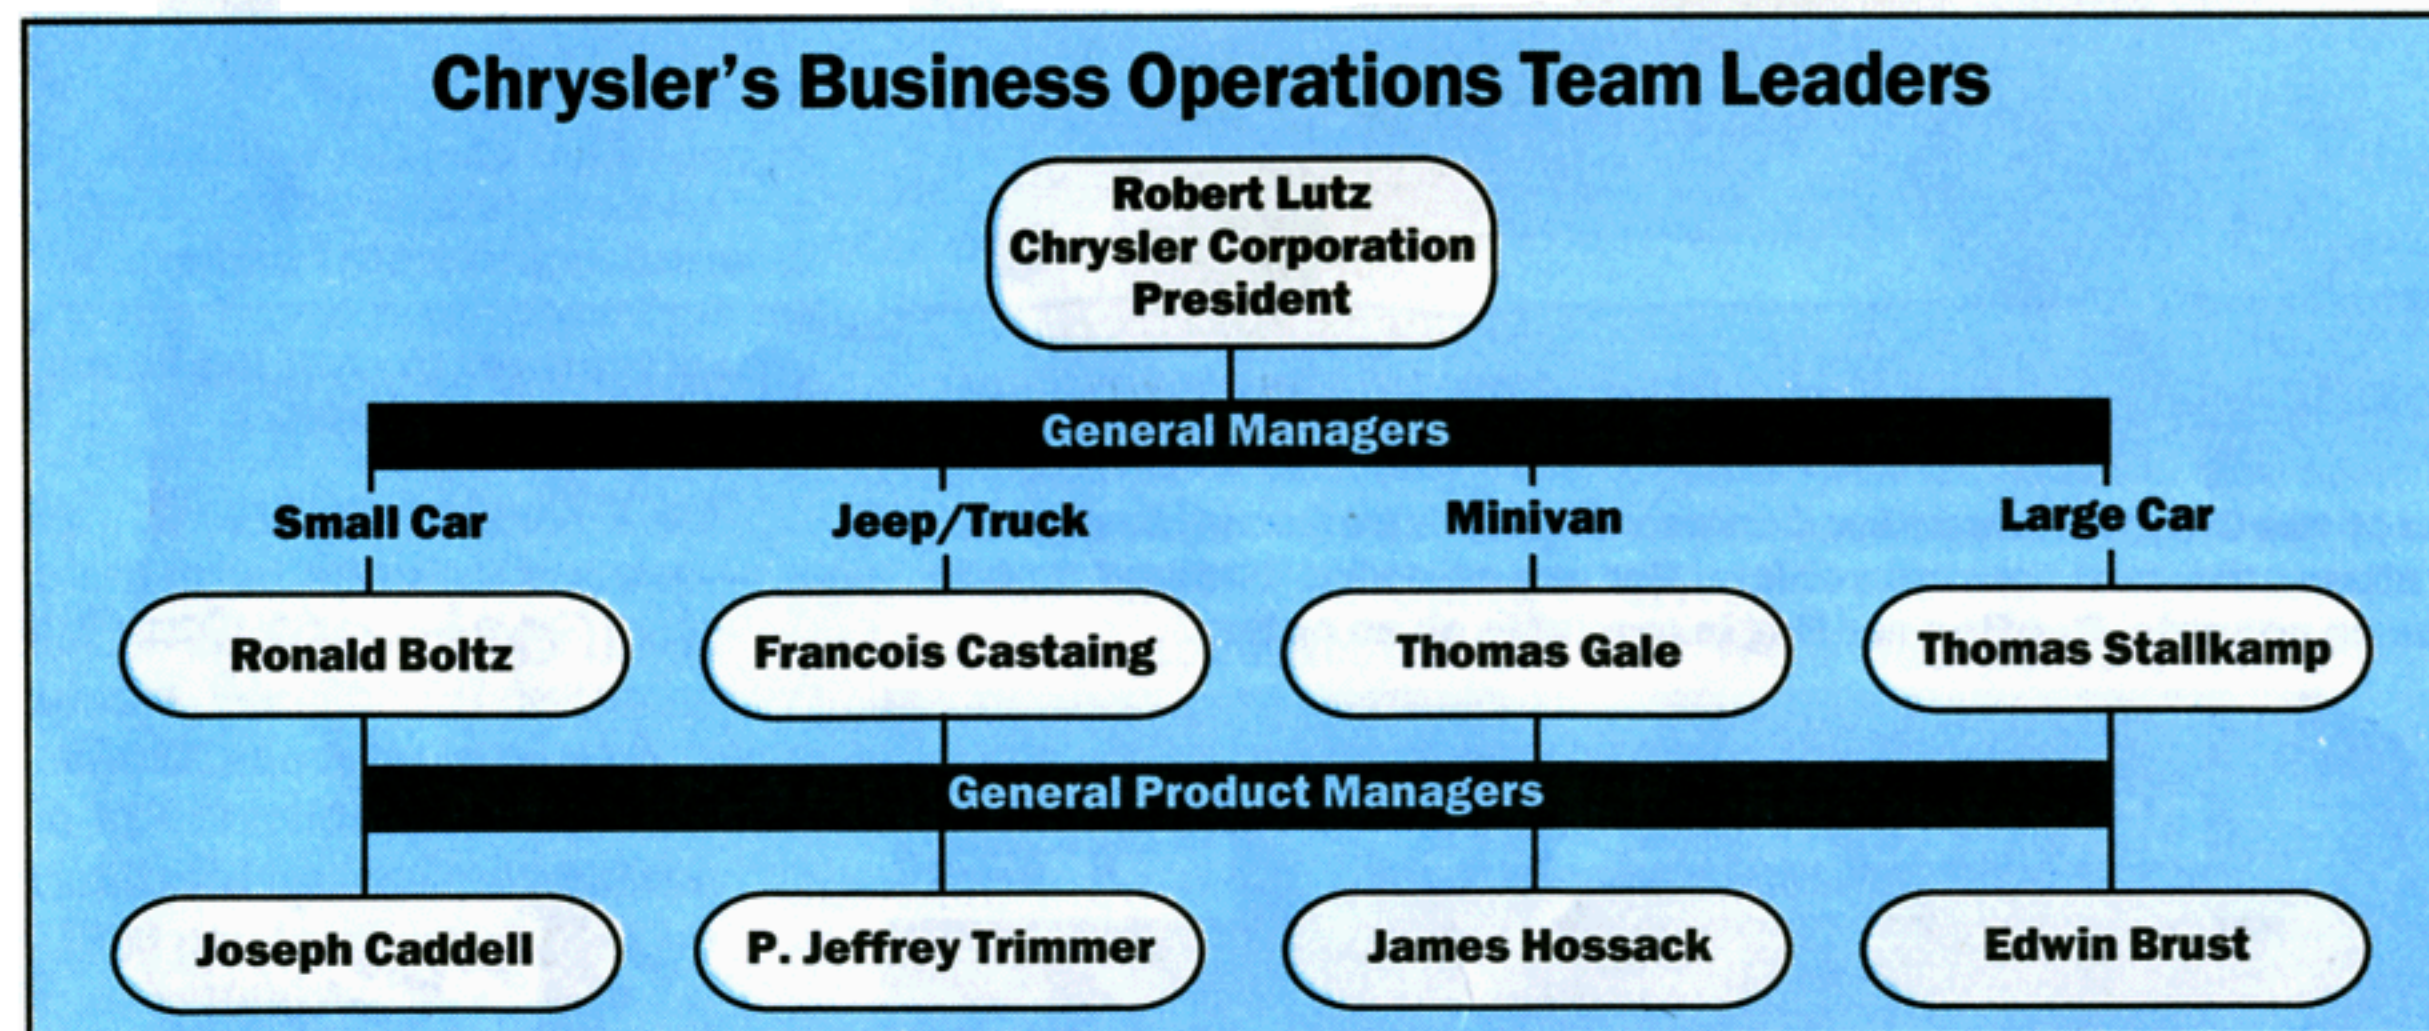 Chrysler's Business Operations Team Leaders
Robert Lutz
Chrysler Corporation
President
General Managers
Small Car
Jeep/Truck
Minivan
Large Car
Ronald Boltz
Francois Castaing
Thomas Gale
Thomas Stallkamp
General Product Managers
Joseph Caddell
P. Jeffrey Trimmer
James Hossack
Edwin Brust